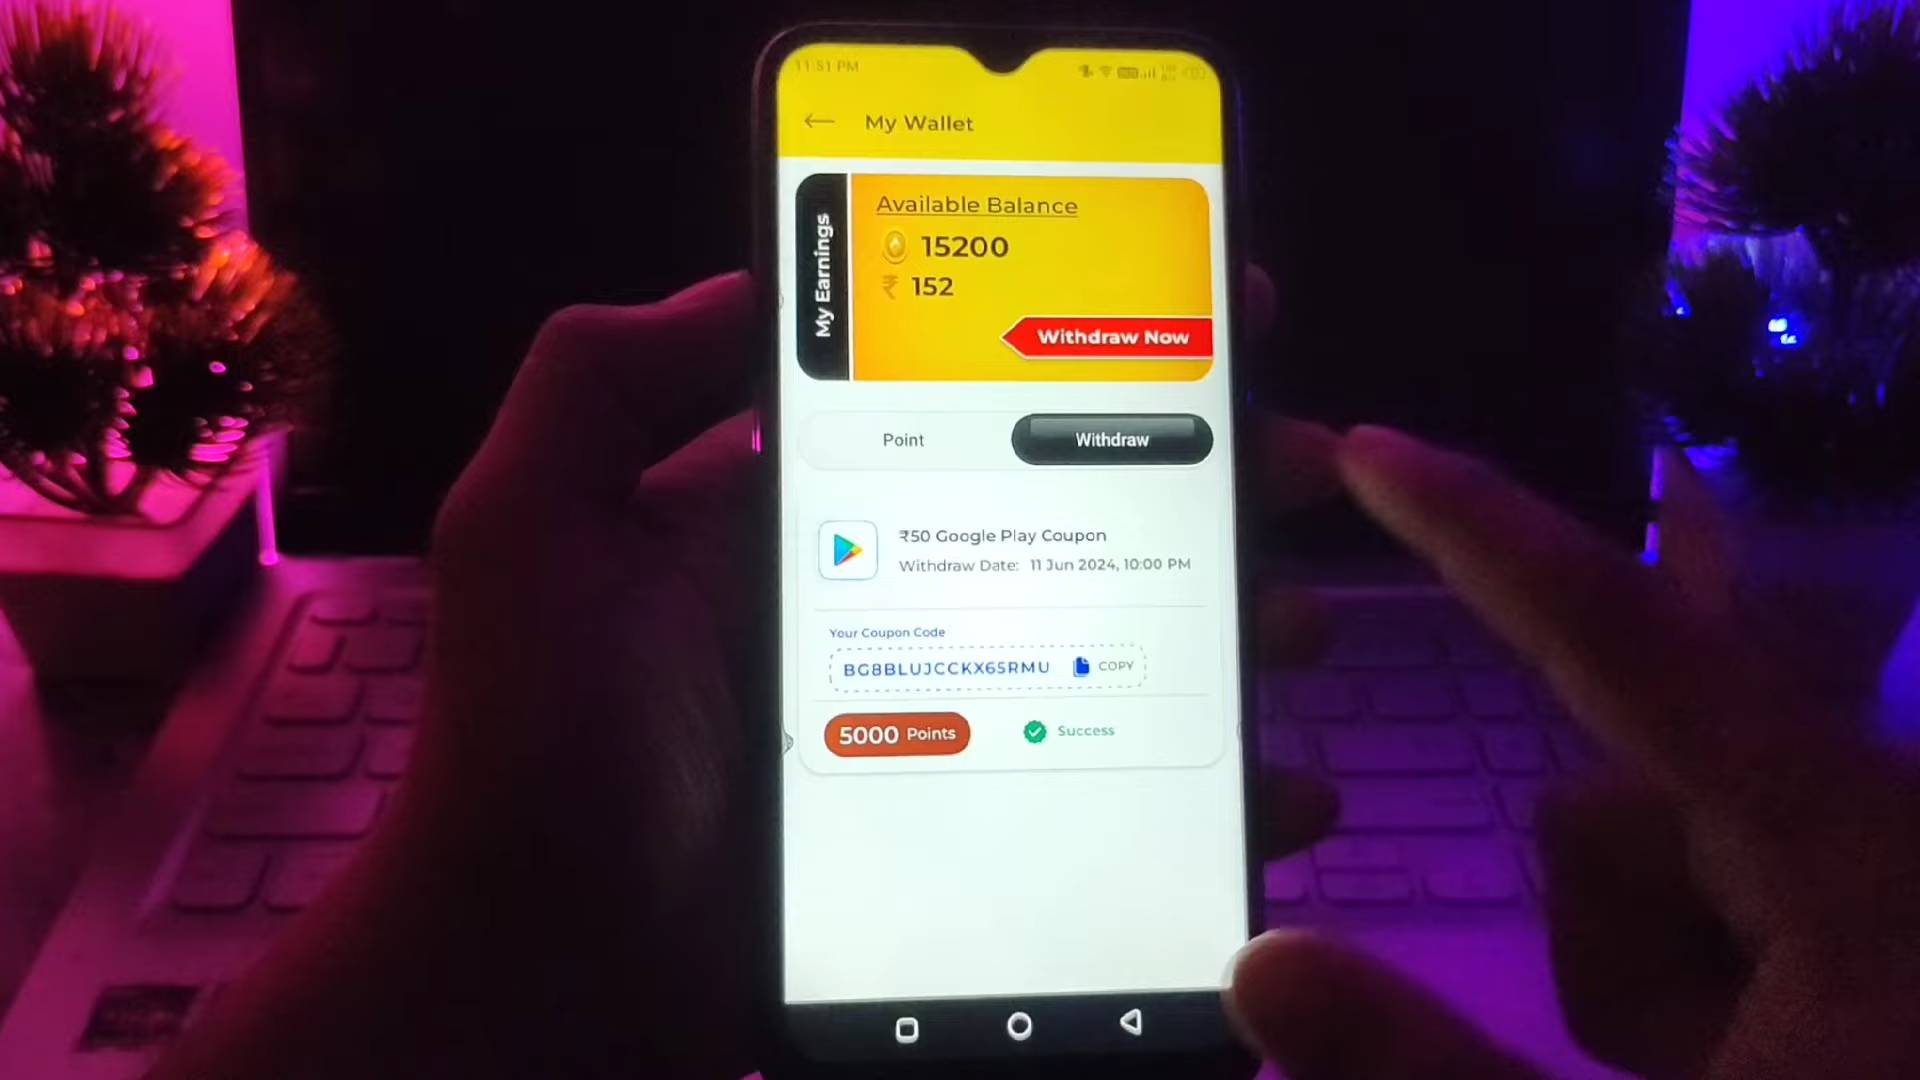 11:51 PM
My Wallet
My Earnings
Available Balance
15200
₹ 152
Withdraw Now
Point
Withdraw
₹50 Google Play Coupon
Withdraw Date: 11 Jun 2024, 10:00 PM
Your Coupon Code
BG8BLUJCCKX65RMU
COPY
5000 Points
Success